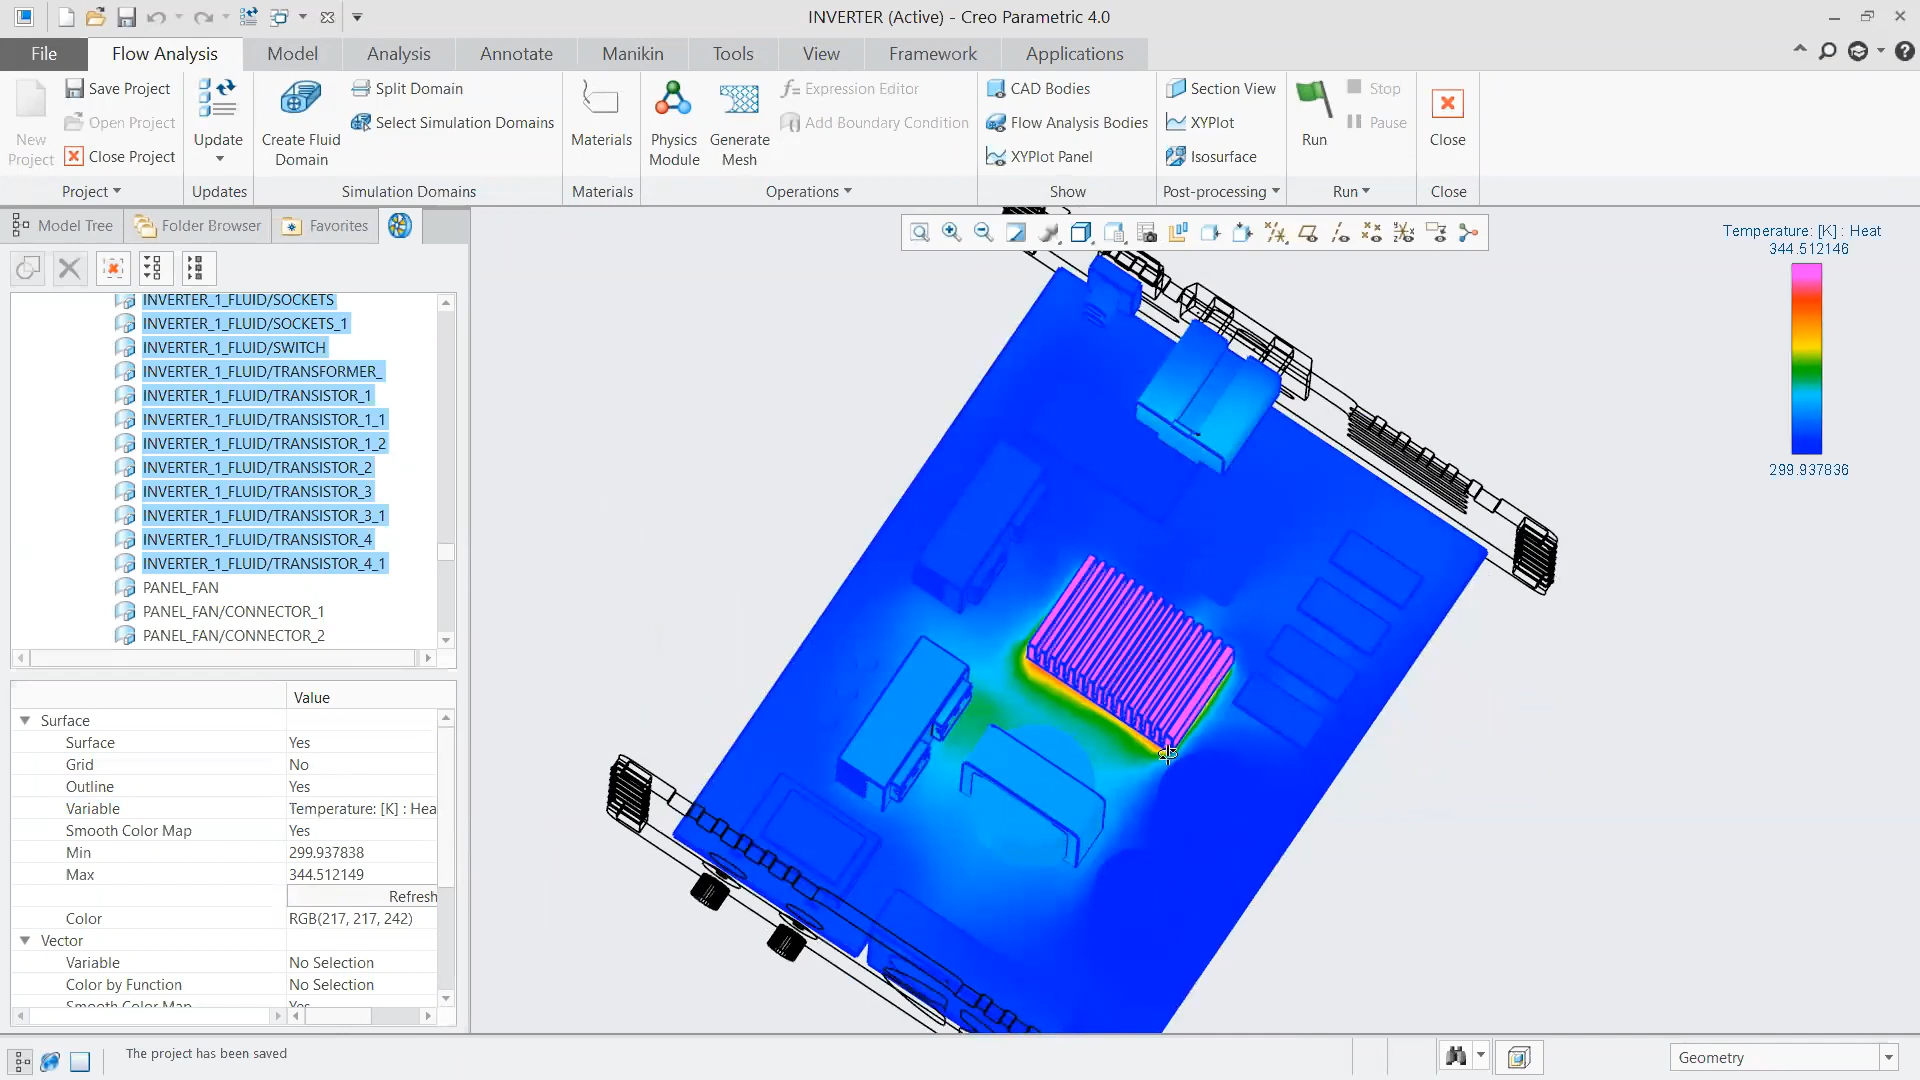 INVERTER (Active) - Creo Parametric 4.0
File Flow Analysis Model Analysis Annotate Manikin Tools View Framework Applications
New Project
Save Project
Open Project
Close Project
Update
Create Fluid Domain
Split Domain
Select Simulation Domains
Materials
Physics Module
Generate Mesh
Expression Editor
Add Boundary Condition
CAD Bodies
Flow Analysis Bodies
XYPlot Panel
Section View
XYPlot
Isosurface
Run
Stop
Pause
Close
Project Updates Simulation Domains Materials Operations Show Post-processing Run Close
Model Tree Folder Browser Favorites
INVERTER_1_FLUID/SOCKETS
INVERTER_1_FLUID/SOCKETS_1
INVERTER_1_FLUID/SWITCH
INVERTER_1_FLUID/TRANSFORMER_
INVERTER_1_FLUID/TRANSISTOR_1
INVERTER_1_FLUID/TRANSISTOR_1_1
INVERTER_1_FLUID/TRANSISTOR_1_2
INVERTER_1_FLUID/TRANSISTOR_2
INVERTER_1_FLUID/TRANSISTOR_3
INVERTER_1_FLUID/TRANSISTOR_3_1
INVERTER_1_FLUID/TRANSISTOR_4
INVERTER_1_FLUID/TRANSISTOR_4_1
PANEL_FAN
PANEL_FAN/CONNECTOR_1
PANEL_FAN/CONNECTOR_2
Value
Surface
Surface Yes
Grid No
Outline Yes
Variable Temperature: [K] : Hea
Smooth Color Map Yes
Min 299.937838
Max 344.512149
Refresh
Color RGB(217, 217, 242)
Vector
Variable No Selection
Color by Function No Selection
Smooth Color Map Yes
Temperature: [K] : Heat
344.512146
299.937836
The project has been saved
Geometry